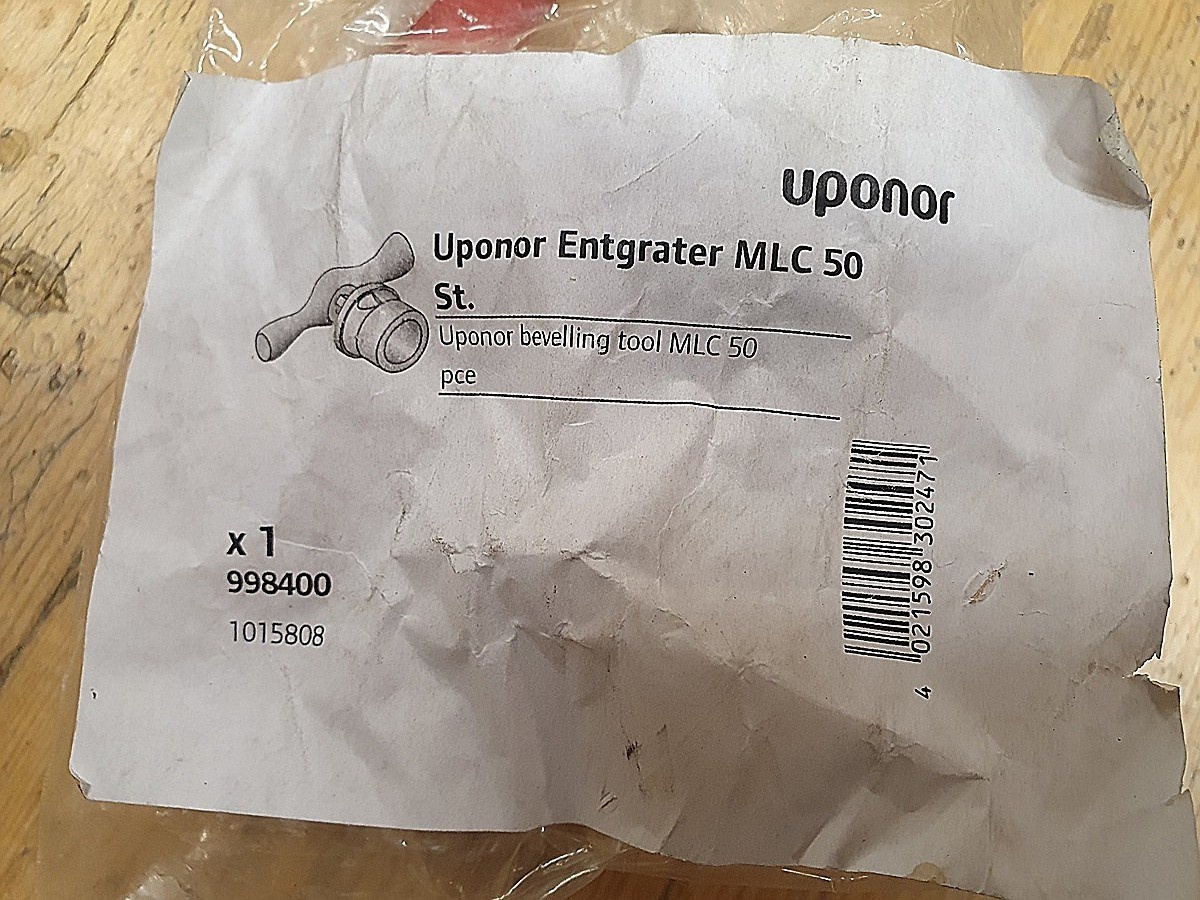 uponor
Uponor Entgrater MLC 50
St.
Uponor bevelling tool MLC 50
pce
x 1
998400
1015808
4 021598 302471